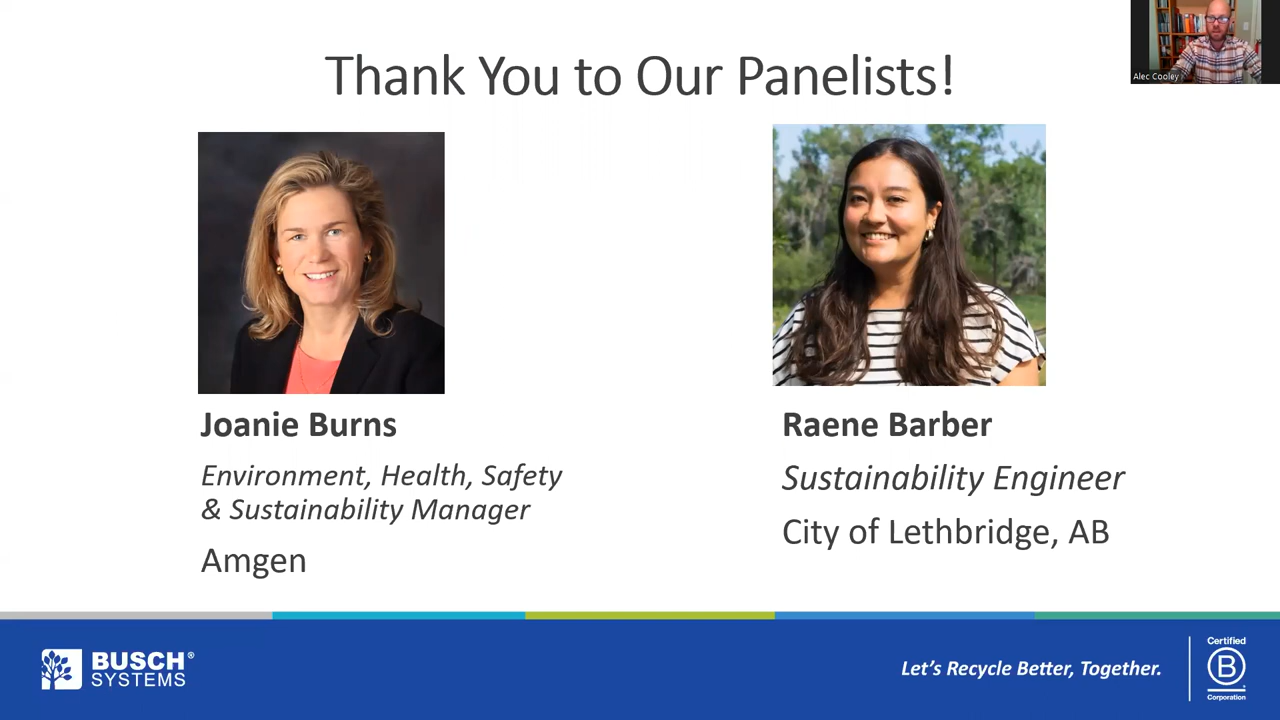 Thank You to Our Panelists!
Alec Cooley
Joanie Burns
Environment, Health, Safety
& Sustainability Manager
Amgen
Raene Barber
Sustainability Engineer
City of Lethbridge, AB
BUSCH®
SYSTEMS
Let's Recycle Better, Together.
Certified
B
Corporation